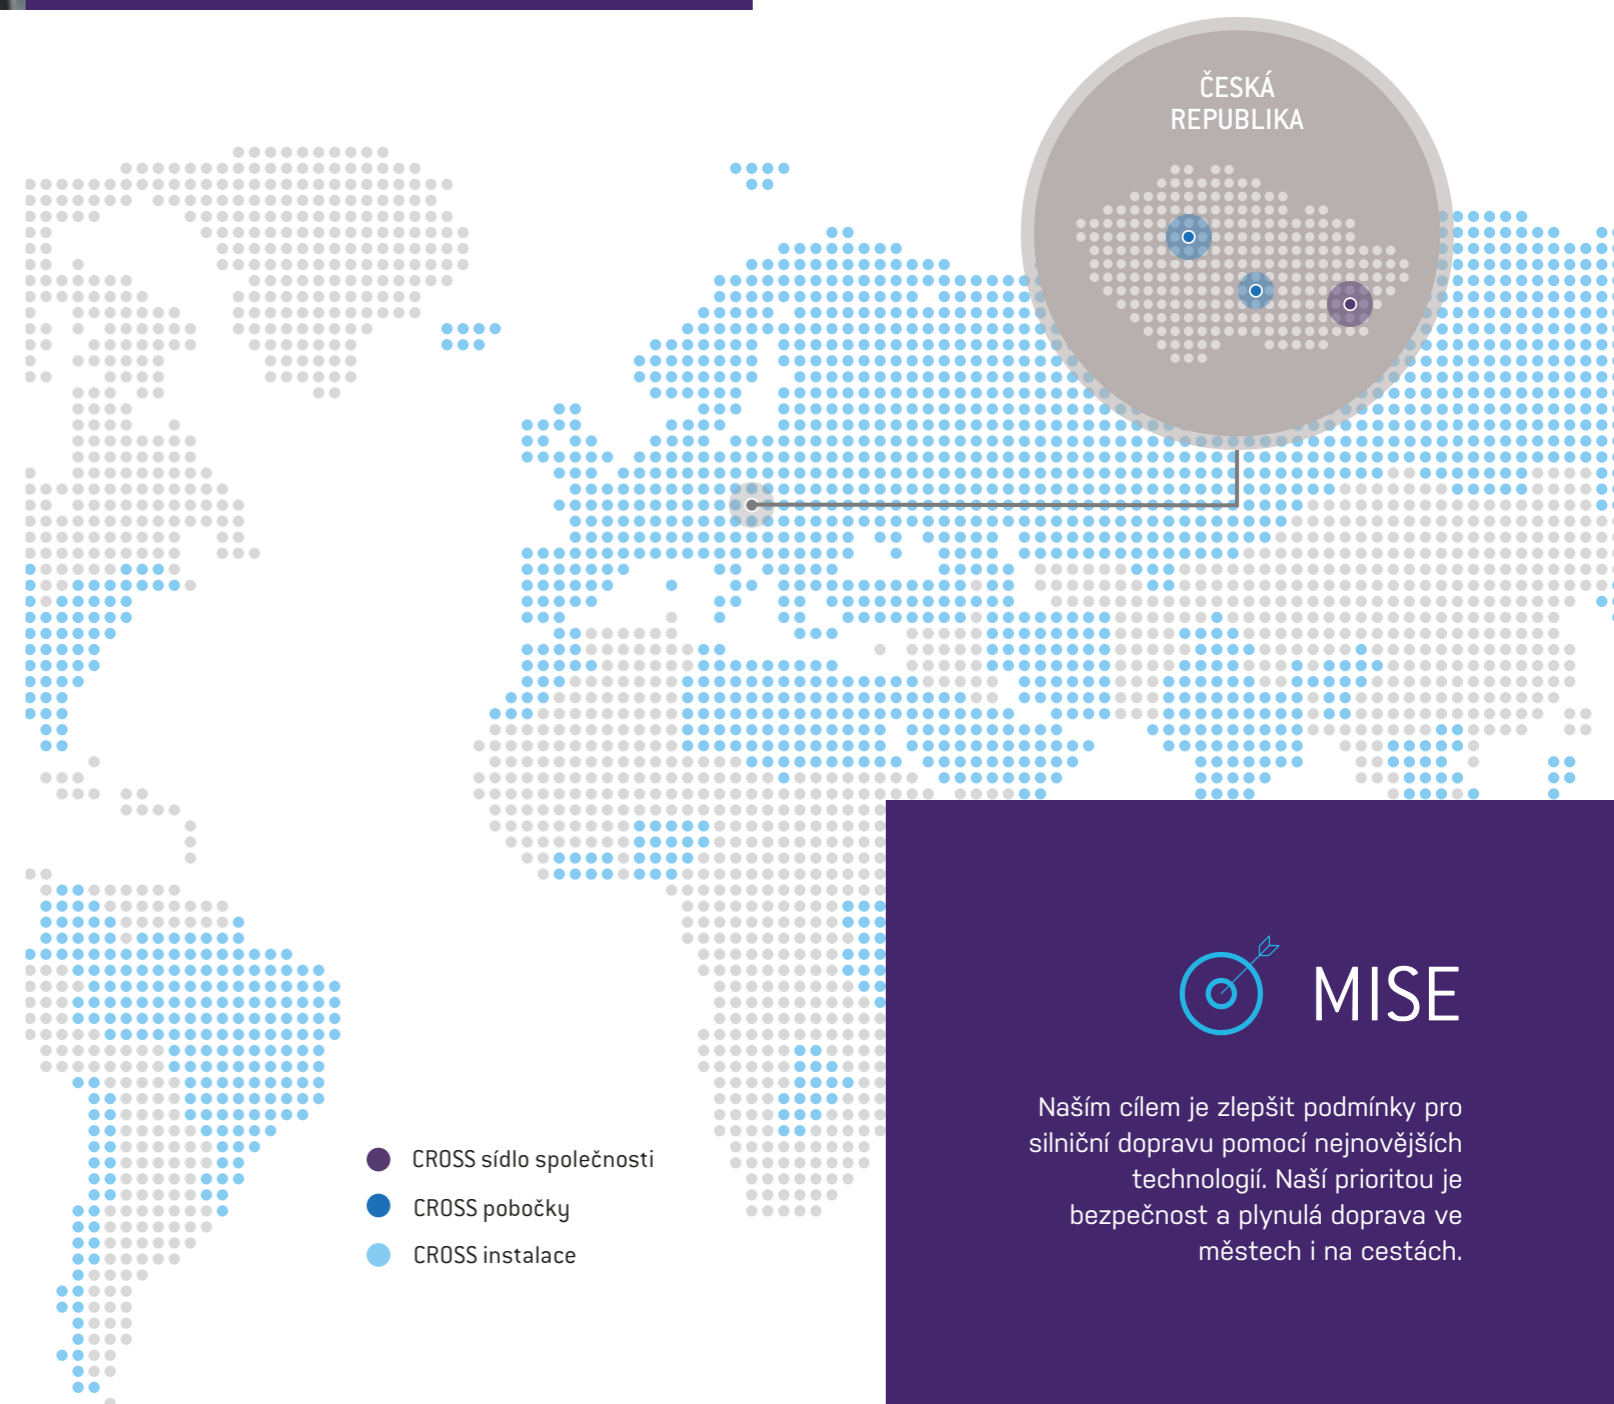 ČESKÁ
REPUBLIKA
CROSS sídlo společnosti
CROSS pobočky
CROSS instalace
MISE
Naším cílem je zlepšit podmínky pro
silniční dopravu pomocí nejnovějších
technologií. Naší prioritou je
bezpečnost a plynulá doprava ve
městech i na cestách.